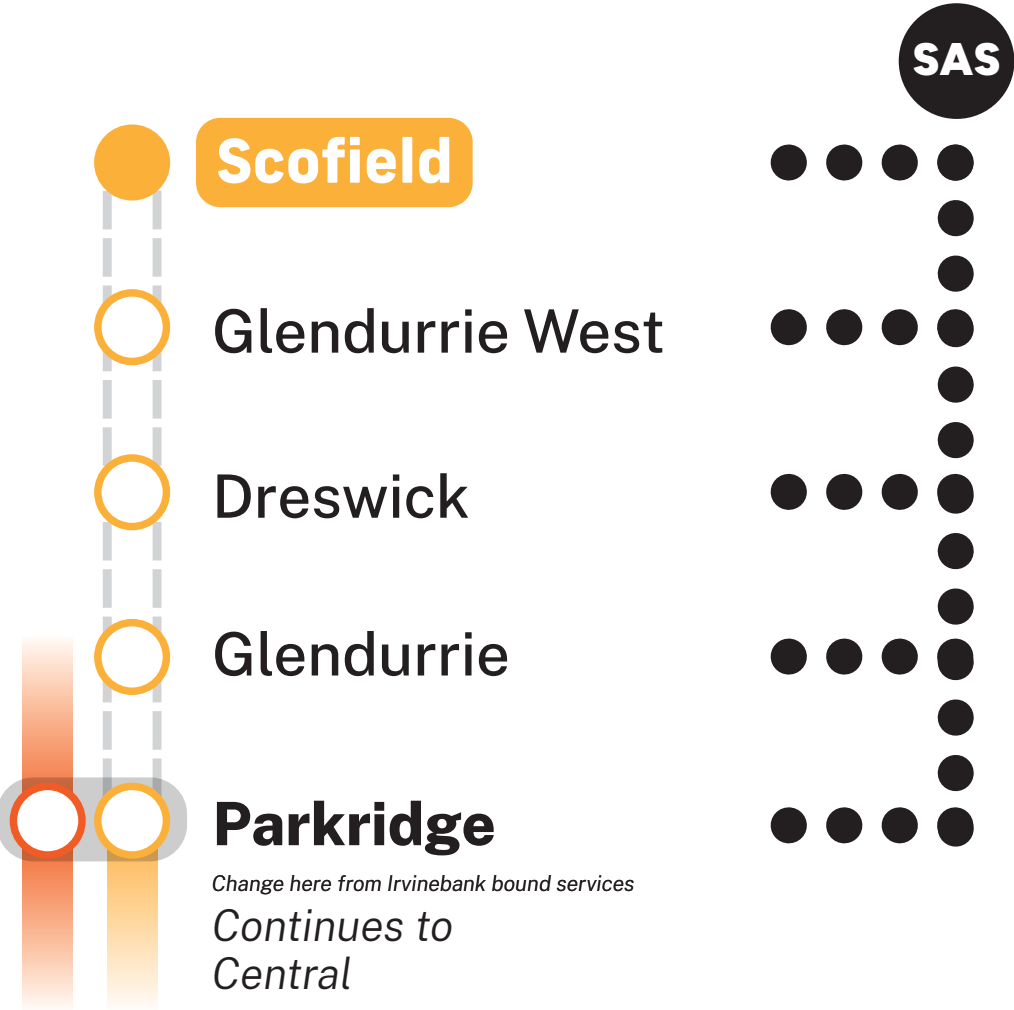 SAS
Scofield
Glendurrie West
Dreswick
Glendurrie
Parkridge
Change here from Irvinebank bound services
Continues to
Central